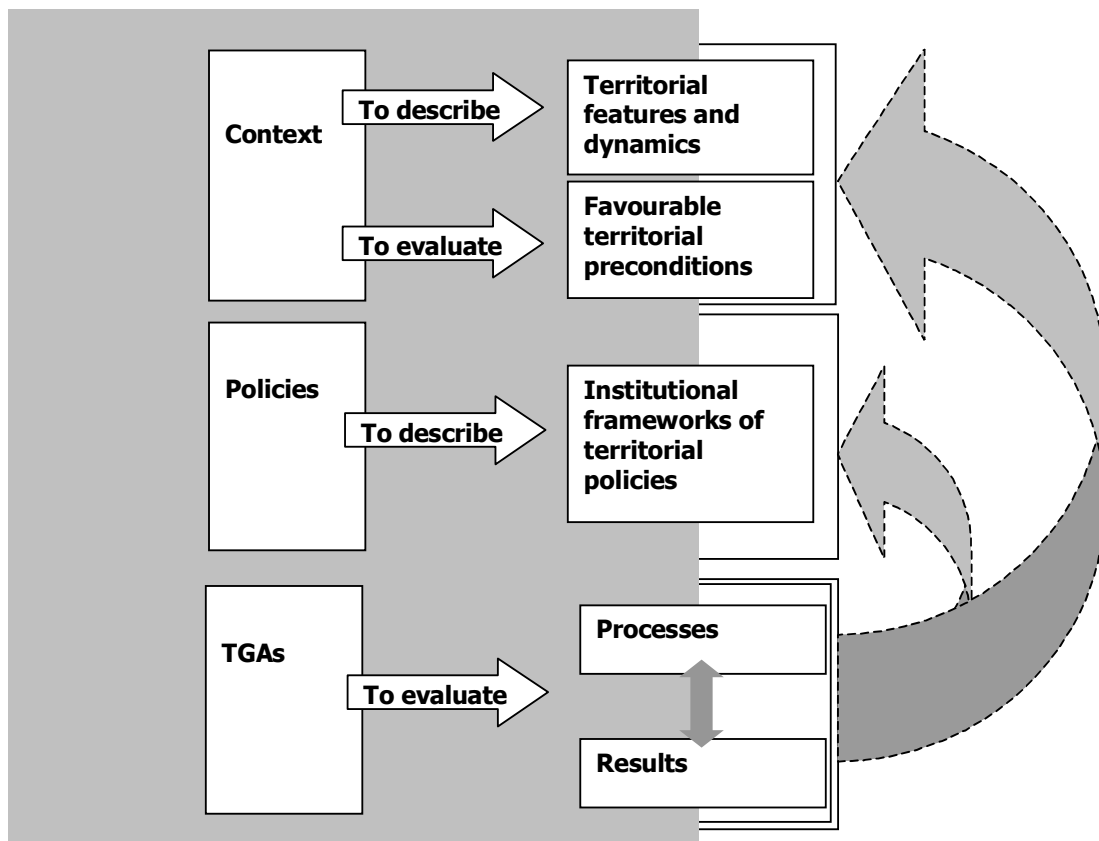 Context
To describe
Territorial
features and
dynamics
To evaluate
Favourable
territorial
preconditions
Policies
To describe
Institutional
frameworks of
territorial
policies
TGAs
To evaluate
Processes
Results